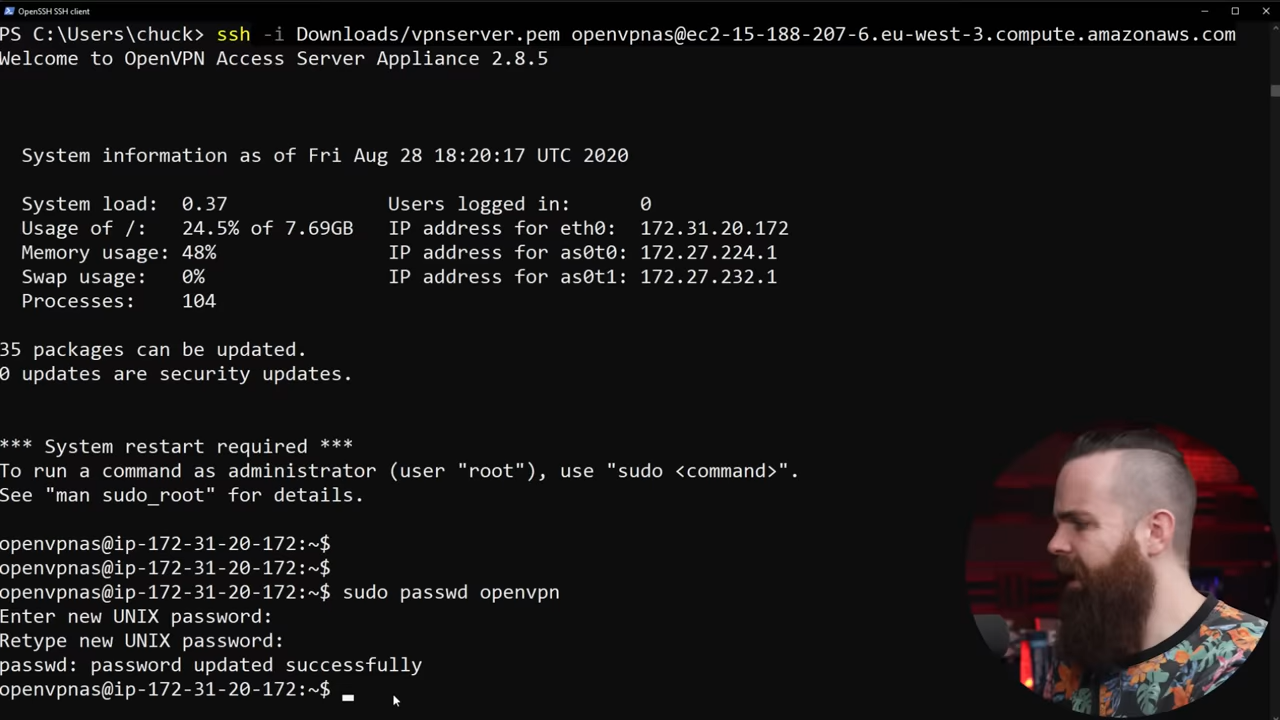 OpenSSH SSH client
PS C:\Users\chuck> ssh -i Downloads/vpnserver.pem openvpnas@ec2-15-188-207-6.eu-west-3.compute.amazonaws.com
Welcome to OpenVPN Access Server Appliance 2.8.5
System information as of Fri Aug 28 18:20:17 UTC 2020
System load: 0.37 Users logged in: 0
Usage of /: 24.5% of 7.69GB IP address for eth0: 172.31.20.172
Memory usage: 48% IP address for as0t0: 172.27.224.1
Swap usage: 0% IP address for as0t1: 172.27.232.1
Processes: 104
35 packages can be updated.
0 updates are security updates.
*** System restart required ***
To run a command as administrator (user "root"), use "sudo <command>".
See "man sudo_root" for details.
openvpnas@ip-172-31-20-172:~$
openvpnas@ip-172-31-20-172:~$
openvpnas@ip-172-31-20-172:~$ sudo passwd openvpn
Enter new UNIX password:
Retype new UNIX password:
passwd: password updated successfully
openvpnas@ip-172-31-20-172:~$